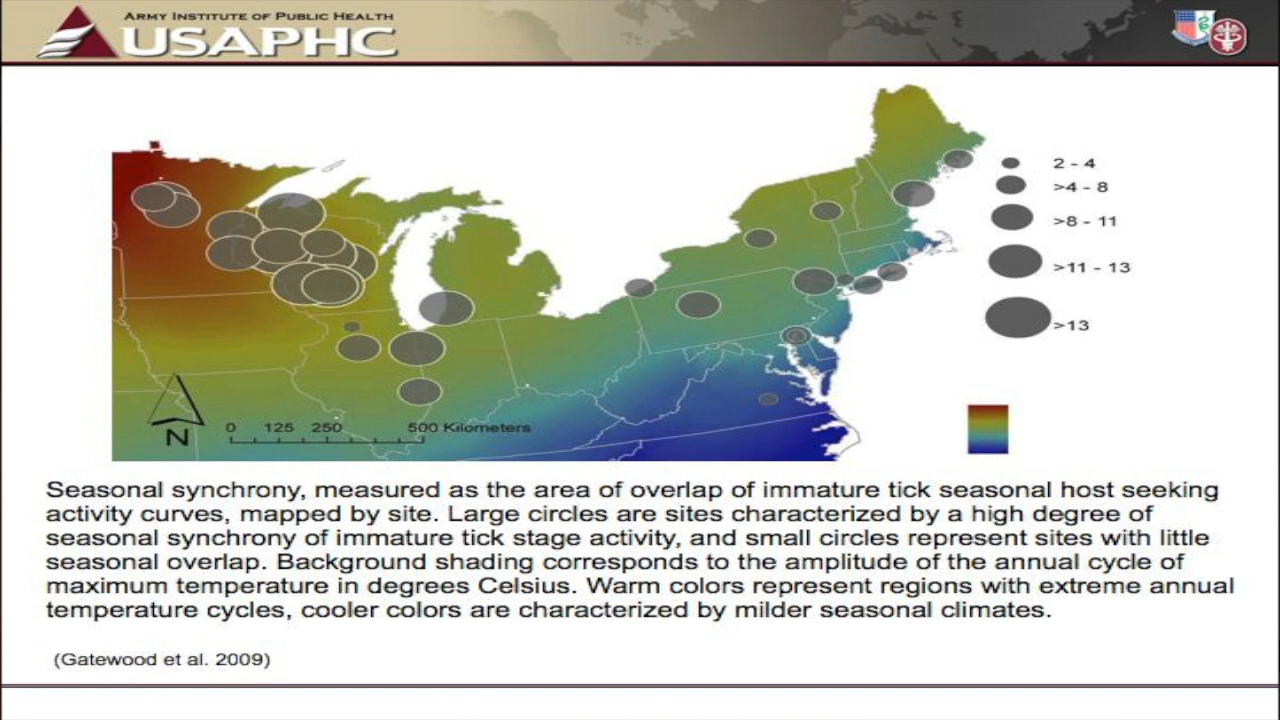 ARMY INSTITUTE OF PUBLIC HEALTH
USAPHC
2 - 4
>4 - 8
>8 - 11
>11 - 13
>13
N
0 125 250 500 Kilometers
Seasonal synchrony, measured as the area of overlap of immature tick seasonal host seeking
activity curves, mapped by site. Large circles are sites characterized by a high degree of
seasonal synchrony of immature tick stage activity, and small circles represent sites with little
seasonal overlap. Background shading corresponds to the amplitude of the annual cycle of
maximum temperature in degrees Celsius. Warm colors represent regions with extreme annual
temperature cycles, cooler colors are characterized by milder seasonal climates.
(Gatewood et al. 2009)